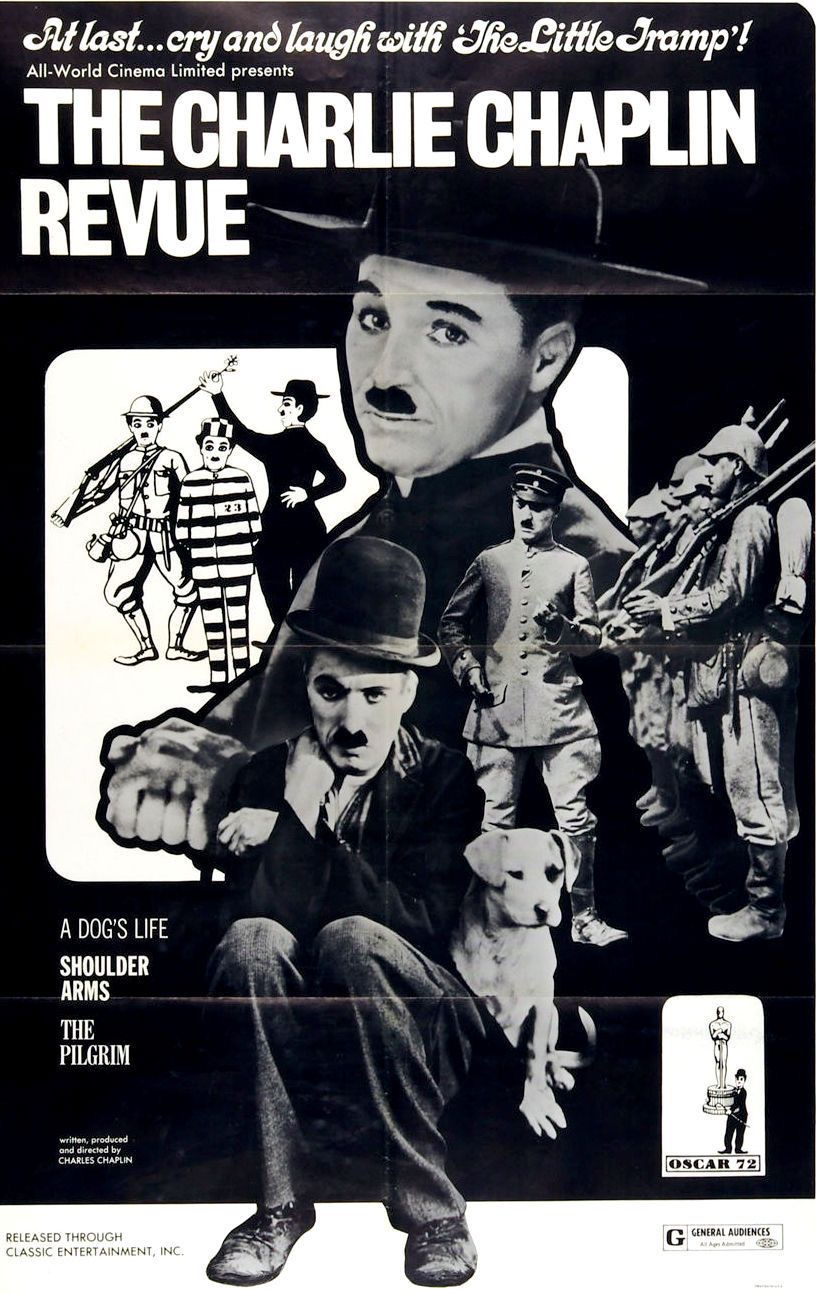 At last...cry and laugh with 'The Little Tramp'!
All-World Cinema Limited presents
THE CHARLIE CHAPLIN
REVUE
23
A DOG'S LIFE
SHOULDER
ARMS
THE
PILGRIM
written, produced
and directed by
CHARLES CHAPLIN
OSCAR 72
RELEASED THROUGH
CLASSIC ENTERTAINMENT, INC.
G GENERAL AUDIENCES
All Ages Admitted